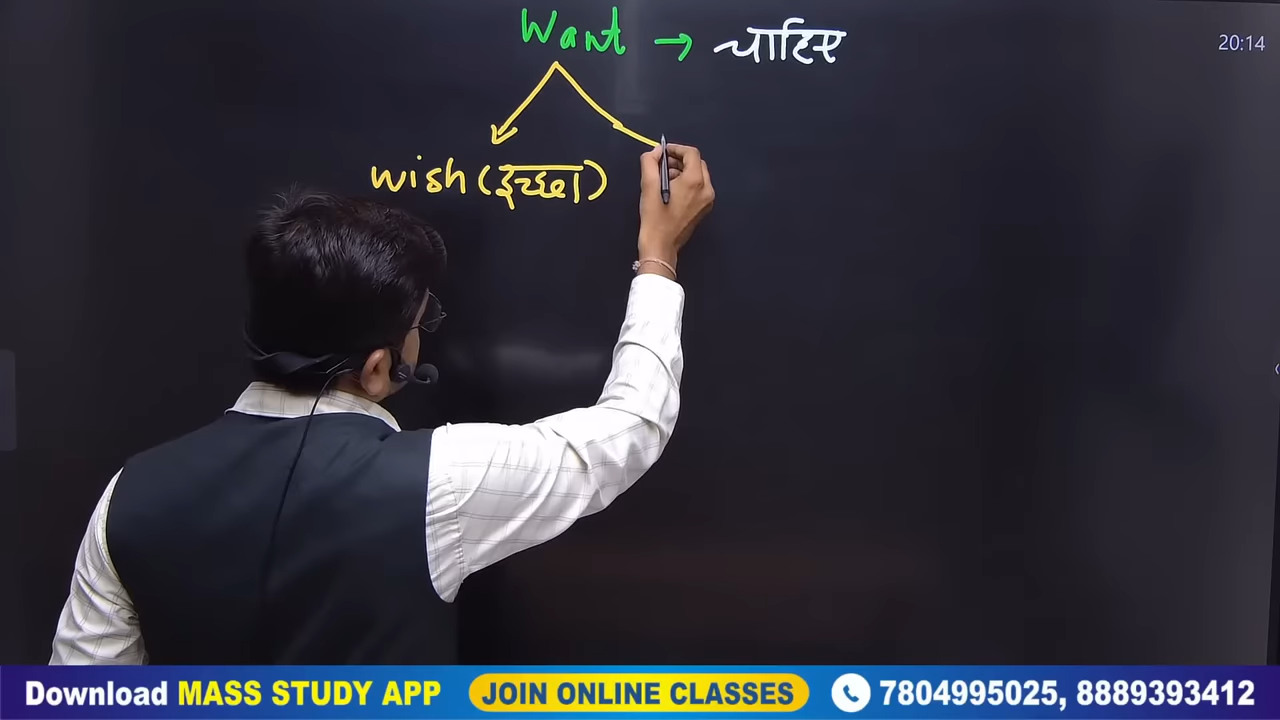 Want → चाहिए
20:14
wish (इच्छा)
Download MASS STUDY APP JOIN ONLINE CLASSES 7804995025, 8889393412